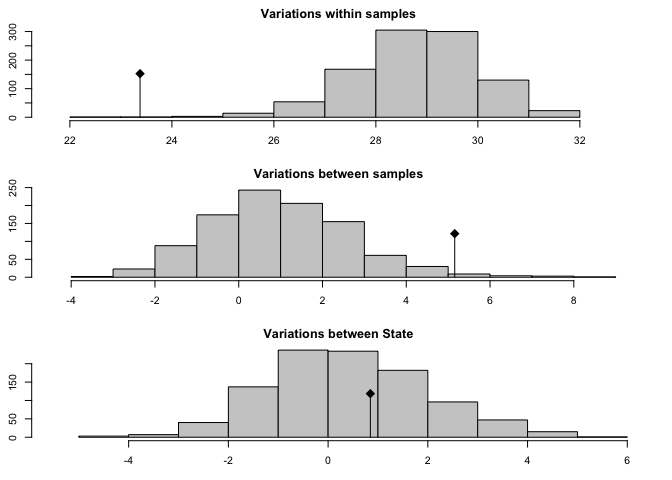 Variations within samples
300
200
100
0
22 24 26 28 30 32
Variations between samples
250
150
50
0
-4 -2 0 2 4 6 8
Variations between State
150
50
0
-4 -2 0 2 4 6